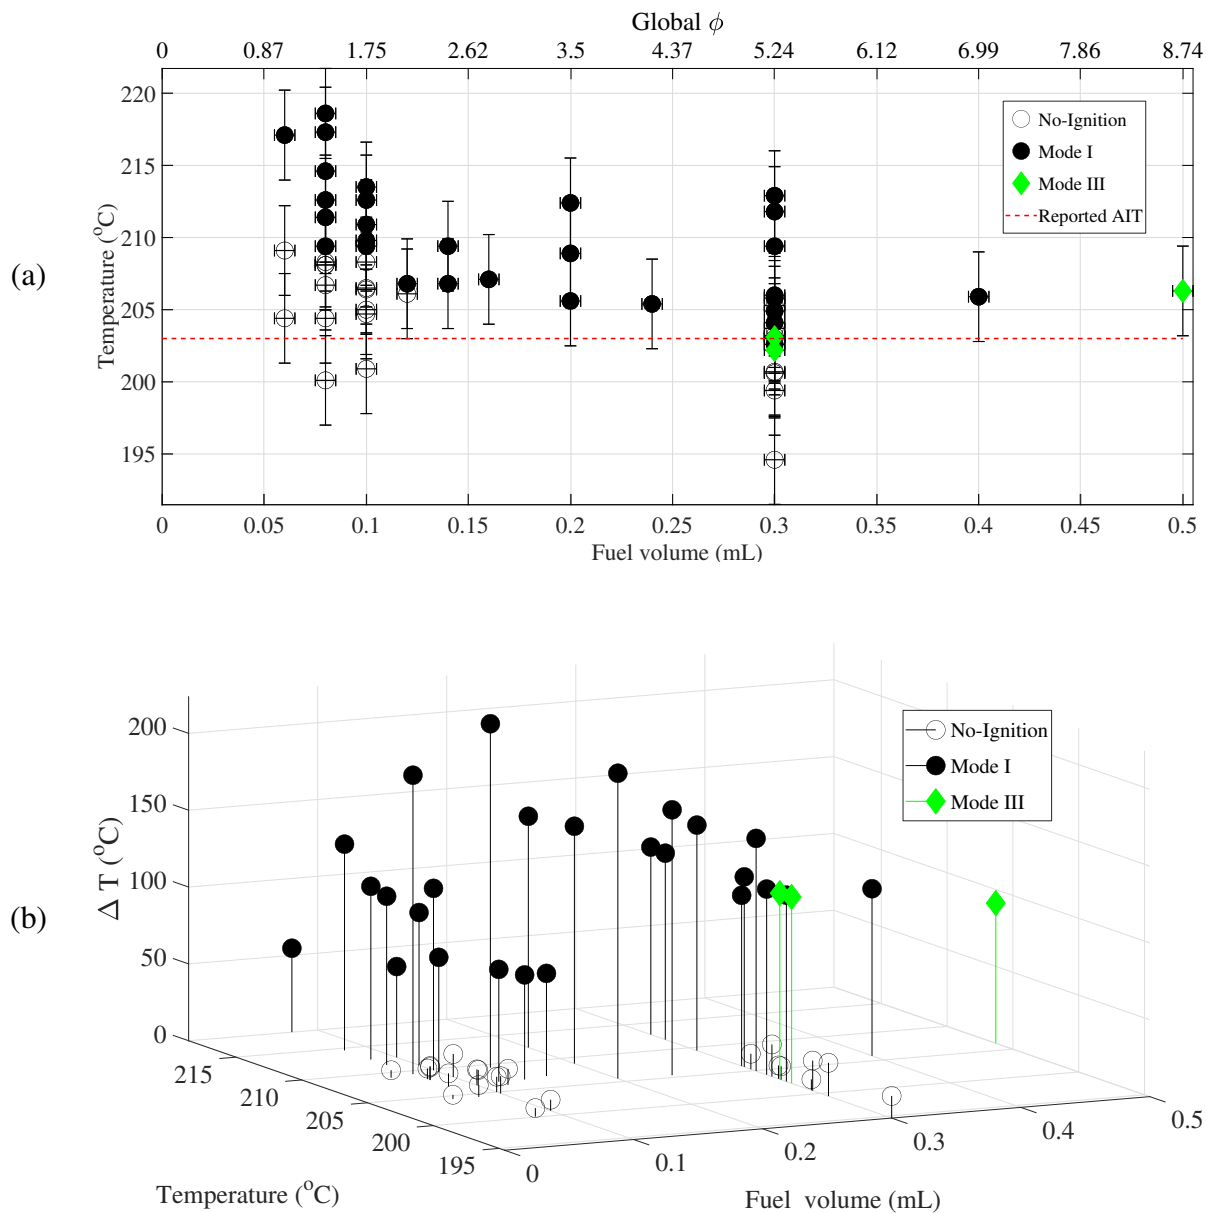 Global ϕ
0 0.87 1.75 2.62 3.5 4.37 5.24 6.12 6.99 7.86 8.74
220
215
210
205
200
195
Temperature (°C)
No-Ignition
Mode I
Mode III
Reported AIT
(a)
0 0.05 0.1 0.15 0.2 0.25 0.3 0.35 0.4 0.45 0.5
Fuel volume (mL)
200
150
100
50
0
Δ T (°C)
No-Ignition
Mode I
Mode III
(b)
215
210
205
200
195
0
0.1
0.2
0.3
0.4
0.5
Temperature (°C)
Fuel volume (mL)